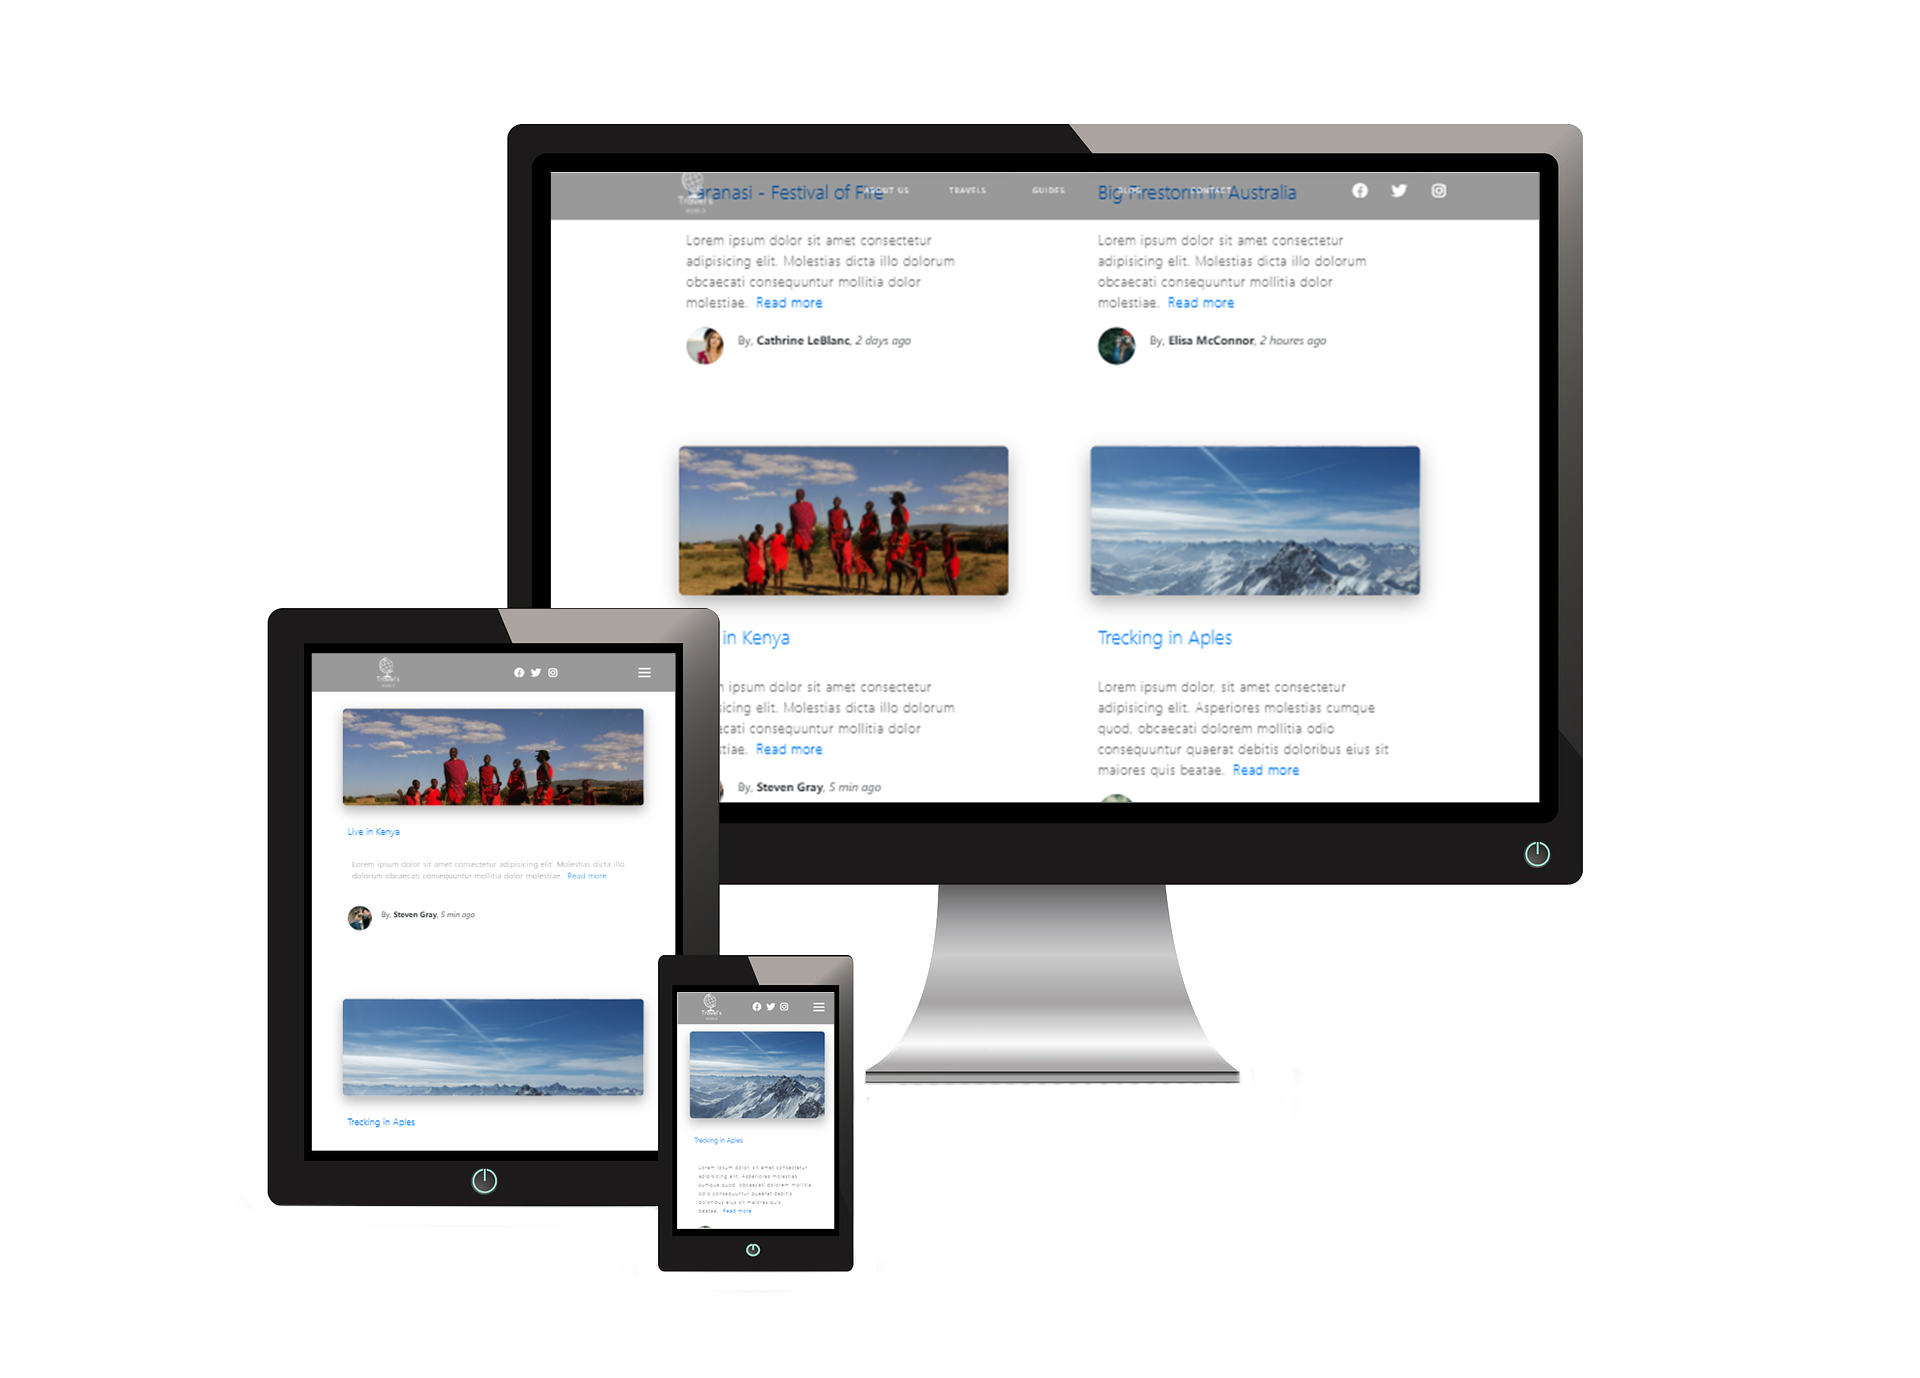 Travel's
WORLD
ABOUT US
TRAVELS
GUIDES
BLOG
CONTACT
aranasi - Festival of Fire
Big Firestorm in Australia
Lorem ipsum dolor sit amet consectetur
adipisicing elit. Molestias dicta illo dolorum
obcaecati consequuntur mollitia dolor
molestiae. Read more
By, Cathrine LeBlanc, 2 days ago
Lorem ipsum dolor sit amet consectetur
adipisicing elit. Molestias dicta illo dolorum
obcaecati consequuntur mollitia dolor
molestiae. Read more
By, Elisa McConnor, 2 houres ago
in Kenya
ipsum dolor sit amet consectetur
icing elit. Molestias dicta illo dolorum
ecati consequuntur mollitia dolor
tiae. Read more
By, Steven Gray, 5 min ago
Trecking in Aples
Lorem ipsum dolor, sit amet consectetur
adipisicing elit. Asperiores molestias cumque
quod, obcaecati dolorem mollitia odio
consequuntur quaerat debitis doloribus eius sit
maiores quis beatae. Read more
Travel's
WORLD
Live in Kenya
Lorem ipsum dolor sit amet consectetur adipisicing elit. Molestias dicta illo
dolorum obcaecati consequuntur mollitia dolor molestiae. Read more
By, Steven Gray, 5 min ago
Trecking in Aples
Travel's
WORLD
Trecking in Aples
Lorem ipsum dolor, sit amet consectetur
adipisicing elit. Asperiores molestias
cumque quod, obcaecati dolorem mollitia
odio consequuntur quaerat debitis
doloribus eius sit maiores quis
beatae. Read more